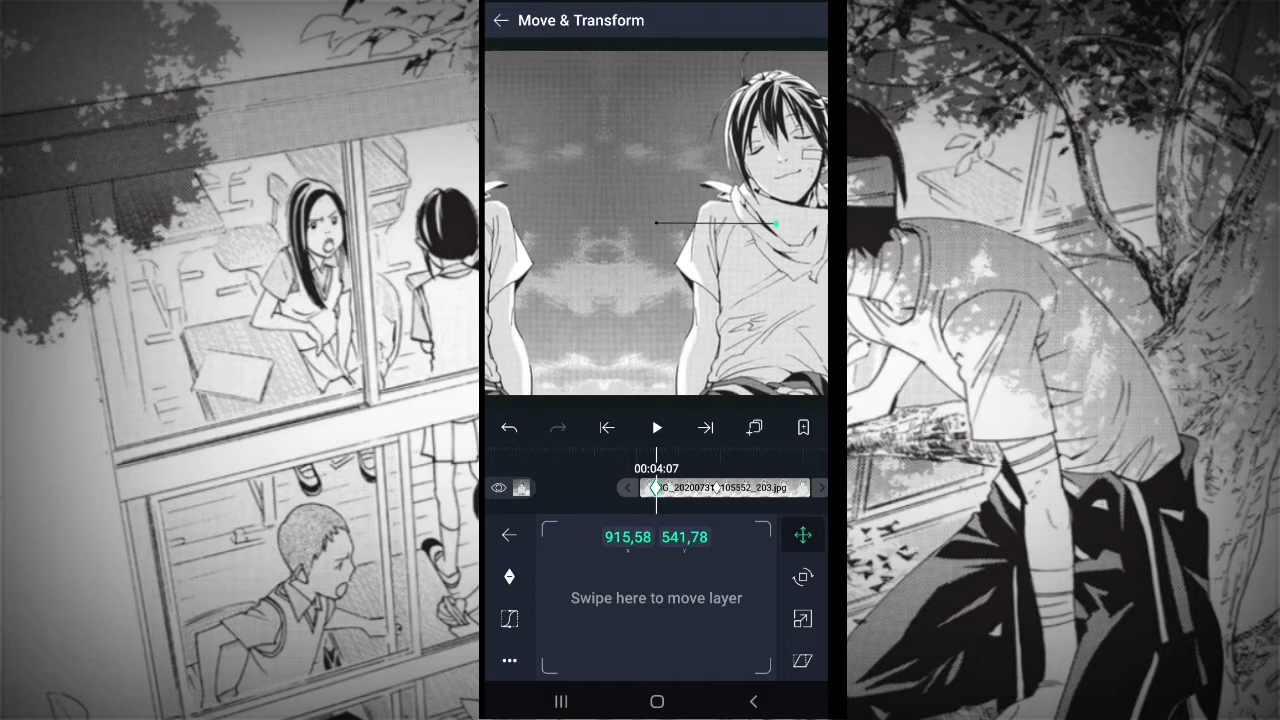 Move & Transform
00:04:07
G_20200731_105552_203.jpg
915,58 541,78
X Y
Swipe here to move layer